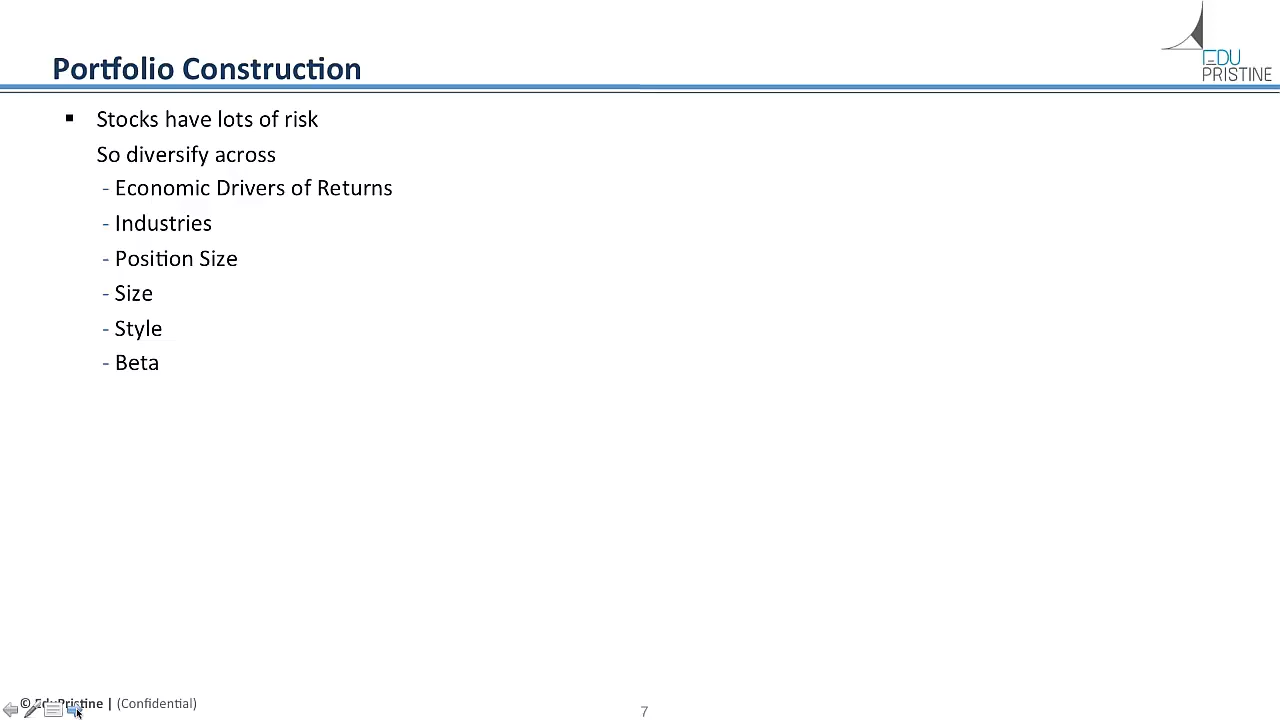 Portfolio Construction
EDU
PRISTINE
▪ Stocks have lots of risk
So diversify across
- Economic Drivers of Returns
- Industries
- Position Size
- Size
- Style
- Beta
© EduPristine | (Confidential)
7